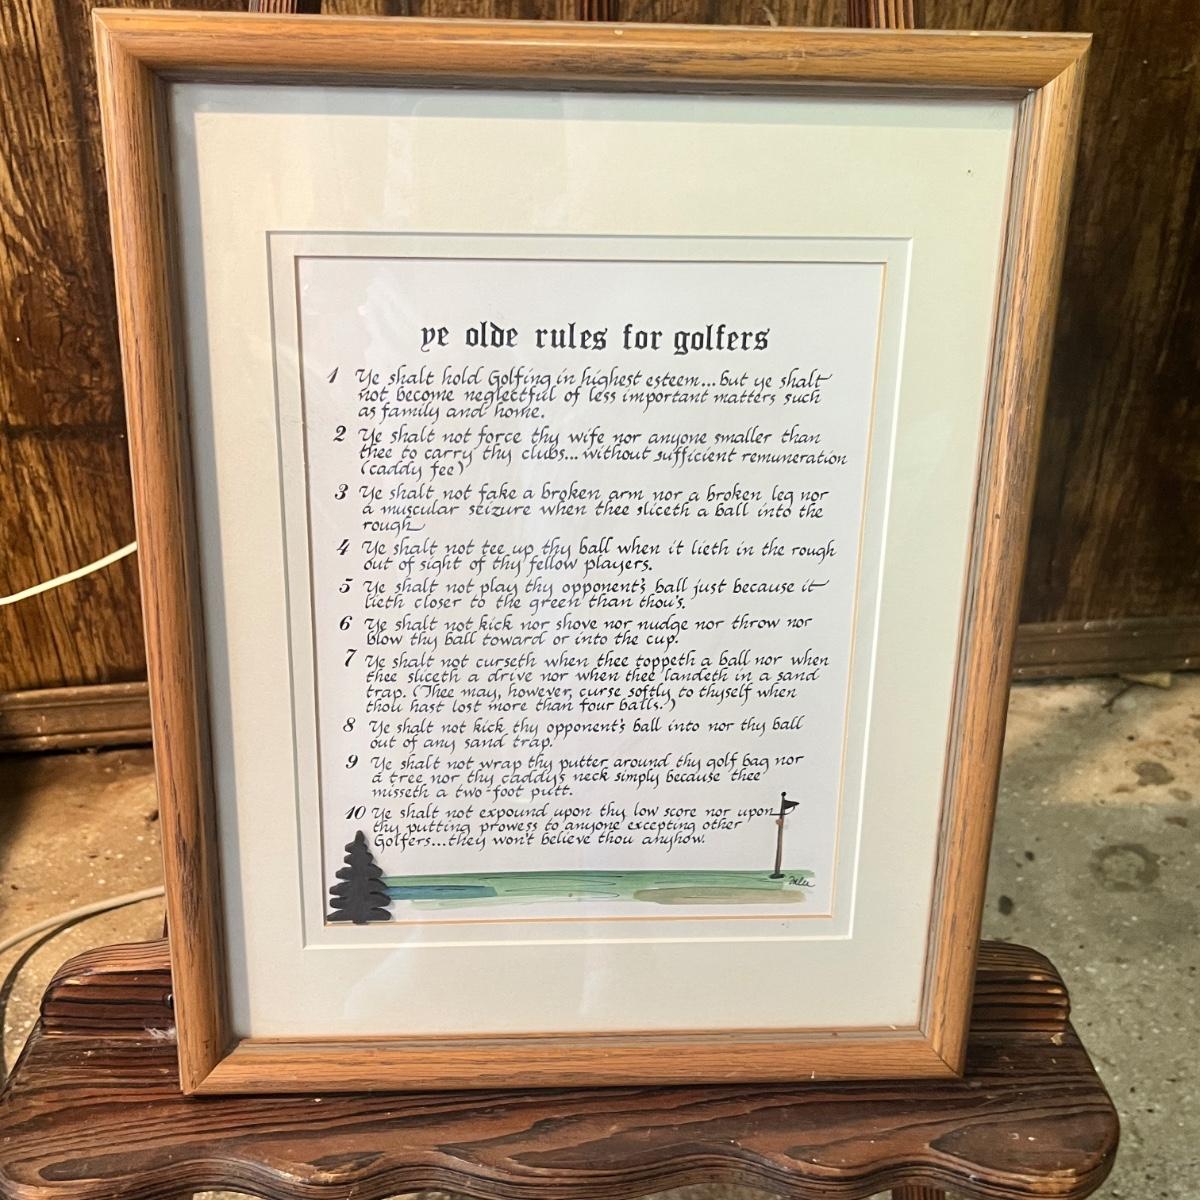 ye olde rules for golfers
1 Ye shalt hold Golfing in highest esteem... but ye shalt
not become neglectful of less important matters such
as family and home.
2 Ye shalt not force thy wife nor anyone smaller than
thee to carry thy clubs... without sufficient remuneration
(caddy fee)
3 Ye shalt not fake a broken arm nor a broken leg nor
a muscular seizure when thee sliceth a ball into the
rough
4 Ye shalt not tee up thy ball when it lieth in the rough
out of sight of thy fellow players.
5 Ye shalt not play thy opponent's ball just because it
lieth closer to the green than thou's.
6 Ye shalt not kick nor shove nor nudge nor throw nor
blow thy ball toward or into the cup.
7 Ye shalt not curseth when thee toppeth a ball nor when
thee sliceth a drive nor when thee landeth in a sand
trap. (Thee may, however, curse softly to thyself when
thou hast lost more than four balls.)
8 Ye shalt not kick thy opponent's ball into nor thy ball
out of any sand trap.
9 Ye shalt not wrap thy putter around thy golf bag nor
a tree nor thy caddy's neck simply because thee
misseth a two-foot putt.
10 Ye shalt not expound upon thy low score nor upon
thy putting prowess to anyone excepting other
Golfers... they won't believe thou anyhow.